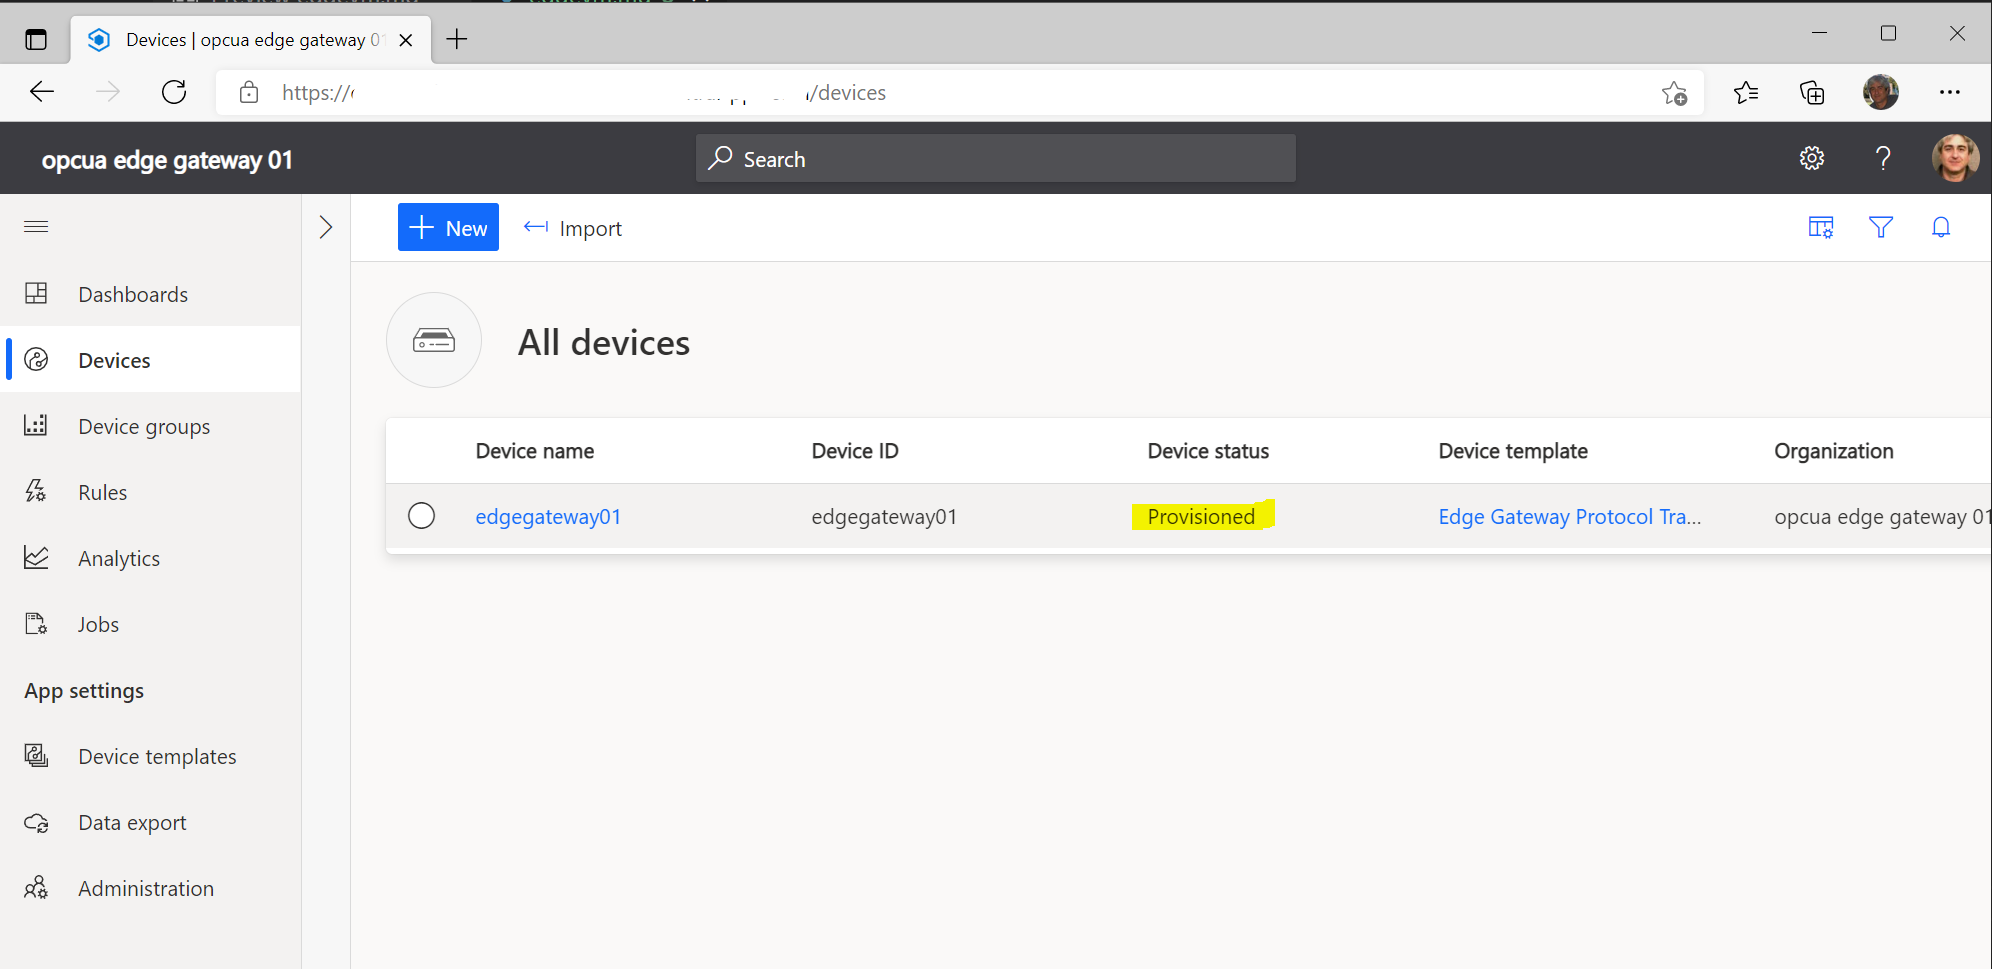 Devices | opcua edge gateway 01
https://
/devices
opcua edge gateway 01
Search
New
Import
Dashboards
Devices
Device groups
Rules
Analytics
Jobs
App settings
Device templates
Data export
Administration
All devices
Device name Device ID Device status Device template Organization
edgegateway01 edgegateway01 Provisioned Edge Gateway Protocol Tra... opcua edge gateway 01